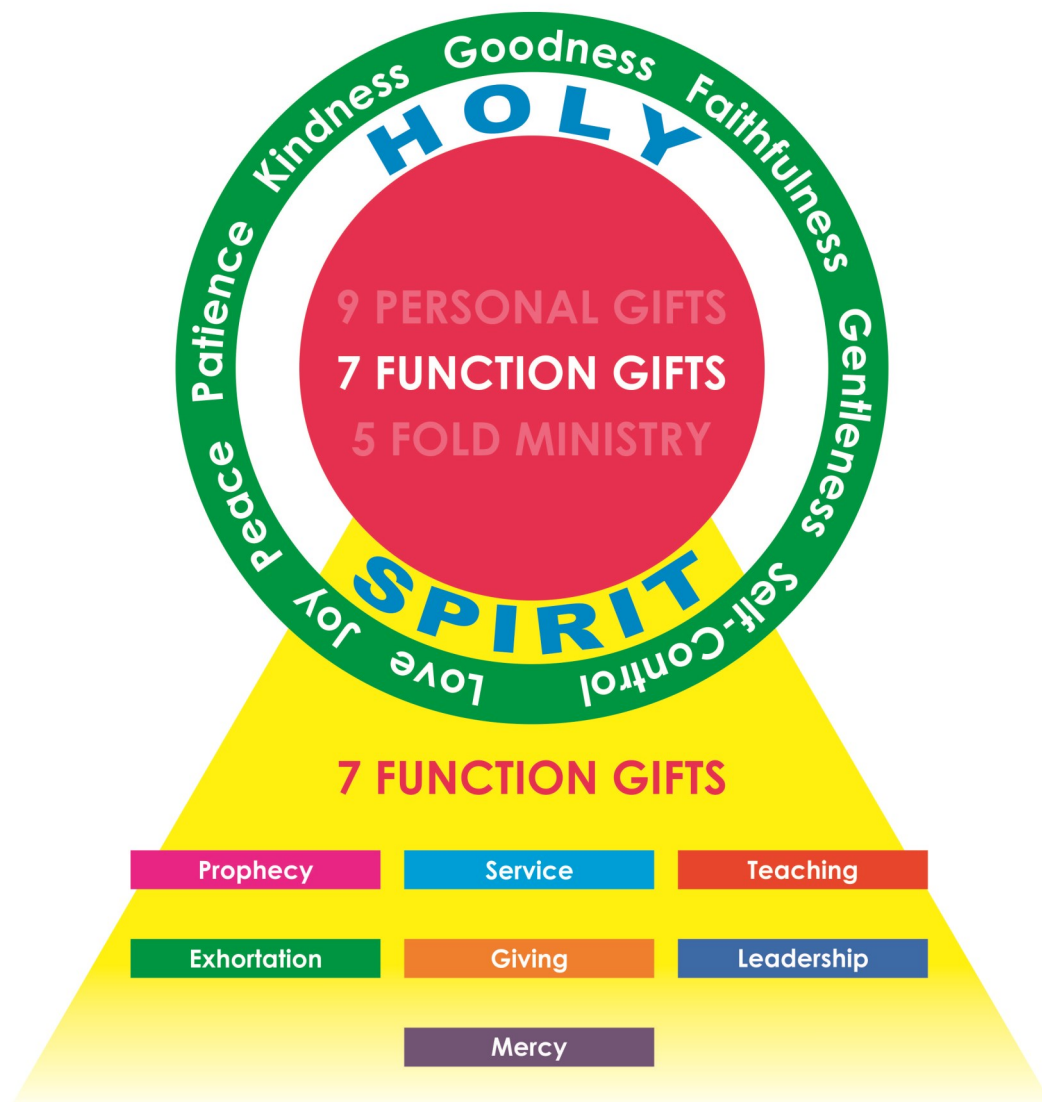 Love Joy Peace Patience Kindness Goodness Faithfulness Gentleness Self-Control
HOLY
9 PERSONAL GIFTS
7 FUNCTION GIFTS
5 FOLD MINISTRY
SPIRIT
7 FUNCTION GIFTS
Prophecy Service Teaching
Exhortation Giving Leadership
Mercy